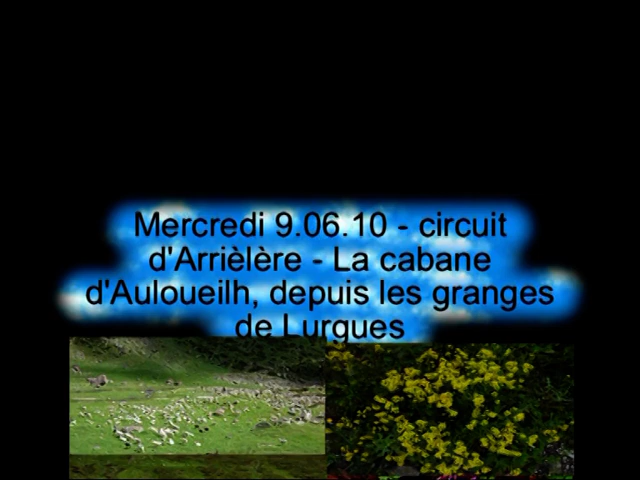 Mercredi 9.06.10 - circuit
d'Arrièlère - La cabane
d'Auloueilh, depuis les granges
de Lurgues